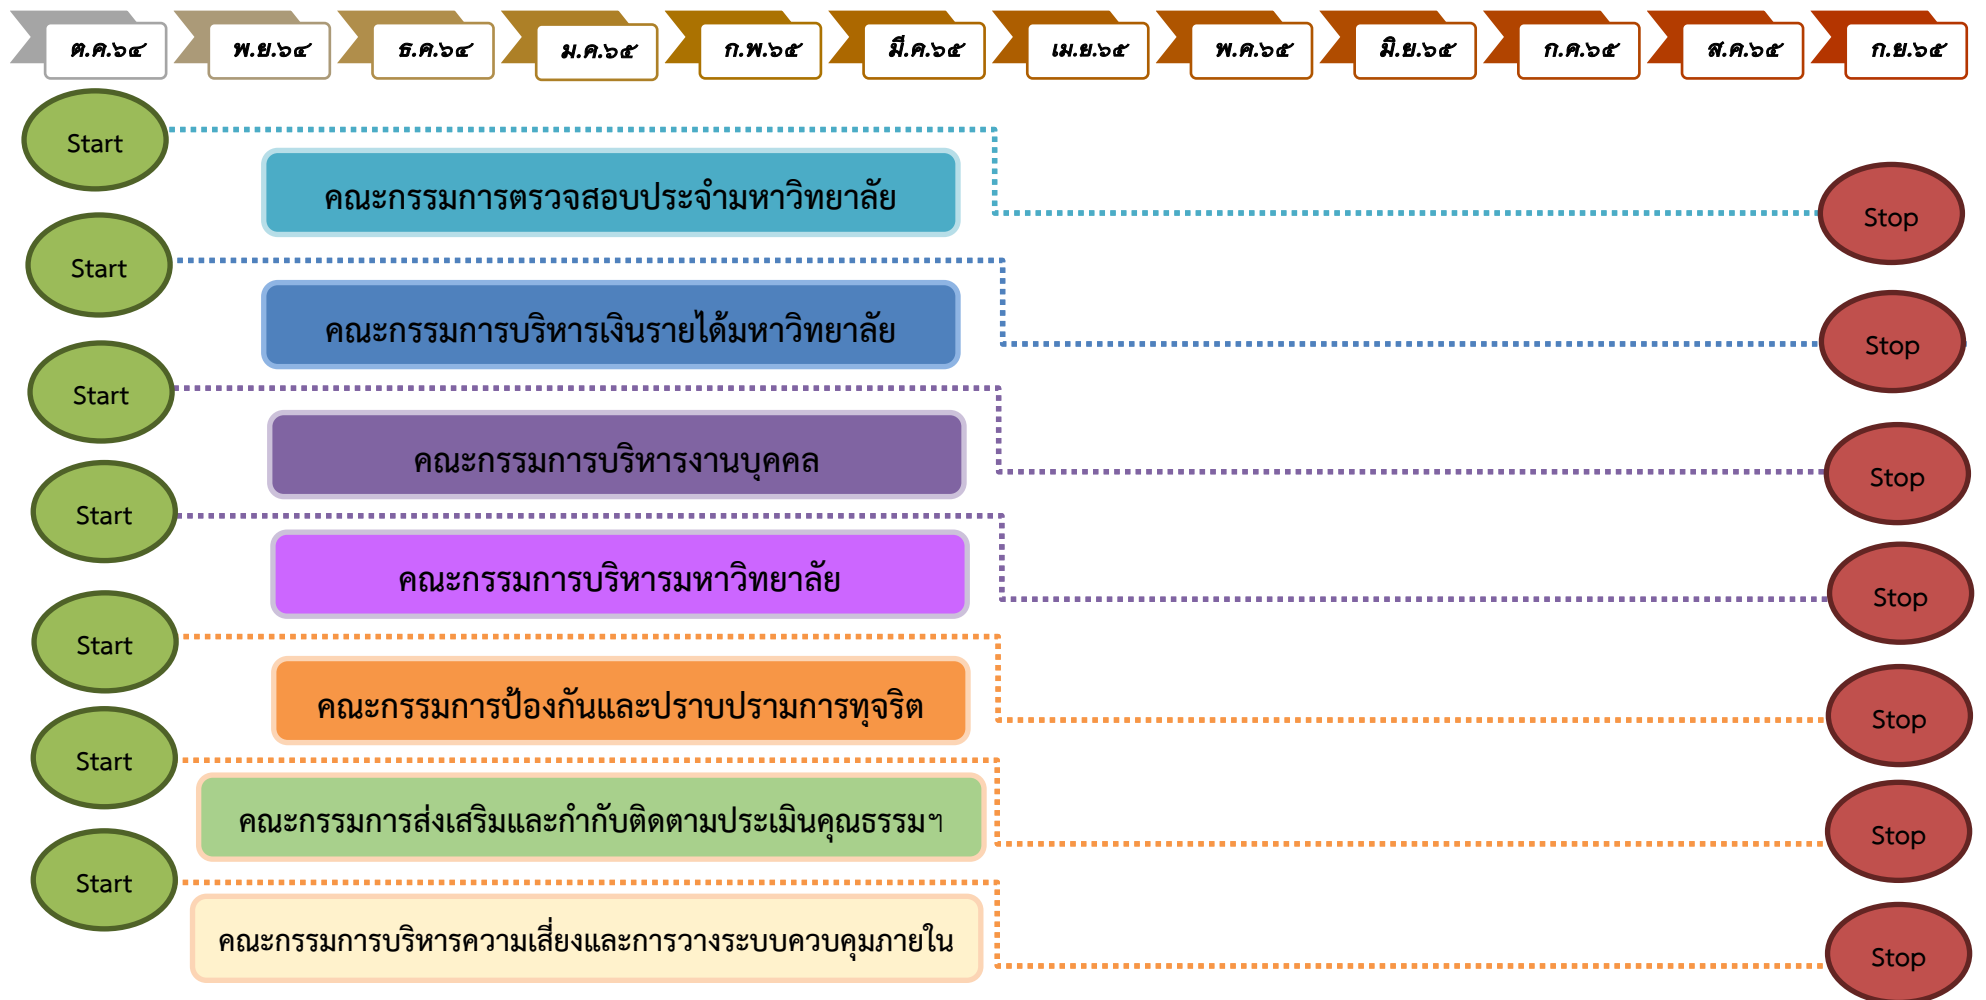 ต.ค.๖๔
พ.ย.๖๔
ธ.ค.๖๔
ม.ค.๖๕
ก.พ.๖๕
มี.ค.๖๕
เม.ย.๖๕
พ.ค.๖๕
มิ.ย.๖๕
ก.ค.๖๕
ส.ค.๖๕
ก.ย.๖๕
Start
คณะกรรมการตรวจสอบประจำมหาวิทยาลัย
Stop
Start
คณะกรรมการบริหารเงินรายได้มหาวิทยาลัย
Stop
Start
คณะกรรมการบริหารงานบุคคล
Stop
Start
คณะกรรมการบริหารมหาวิทยาลัย
Stop
Start
คณะกรรมการป้องกันและปราบปรามการทุจริต
Stop
Start
คณะกรรมการส่งเสริมและกำกับติดตามประเมินคุณธรรมฯ
Stop
Start
คณะกรรมการบริหารความเสี่ยงและการวางระบบควบคุมภายใน
Stop